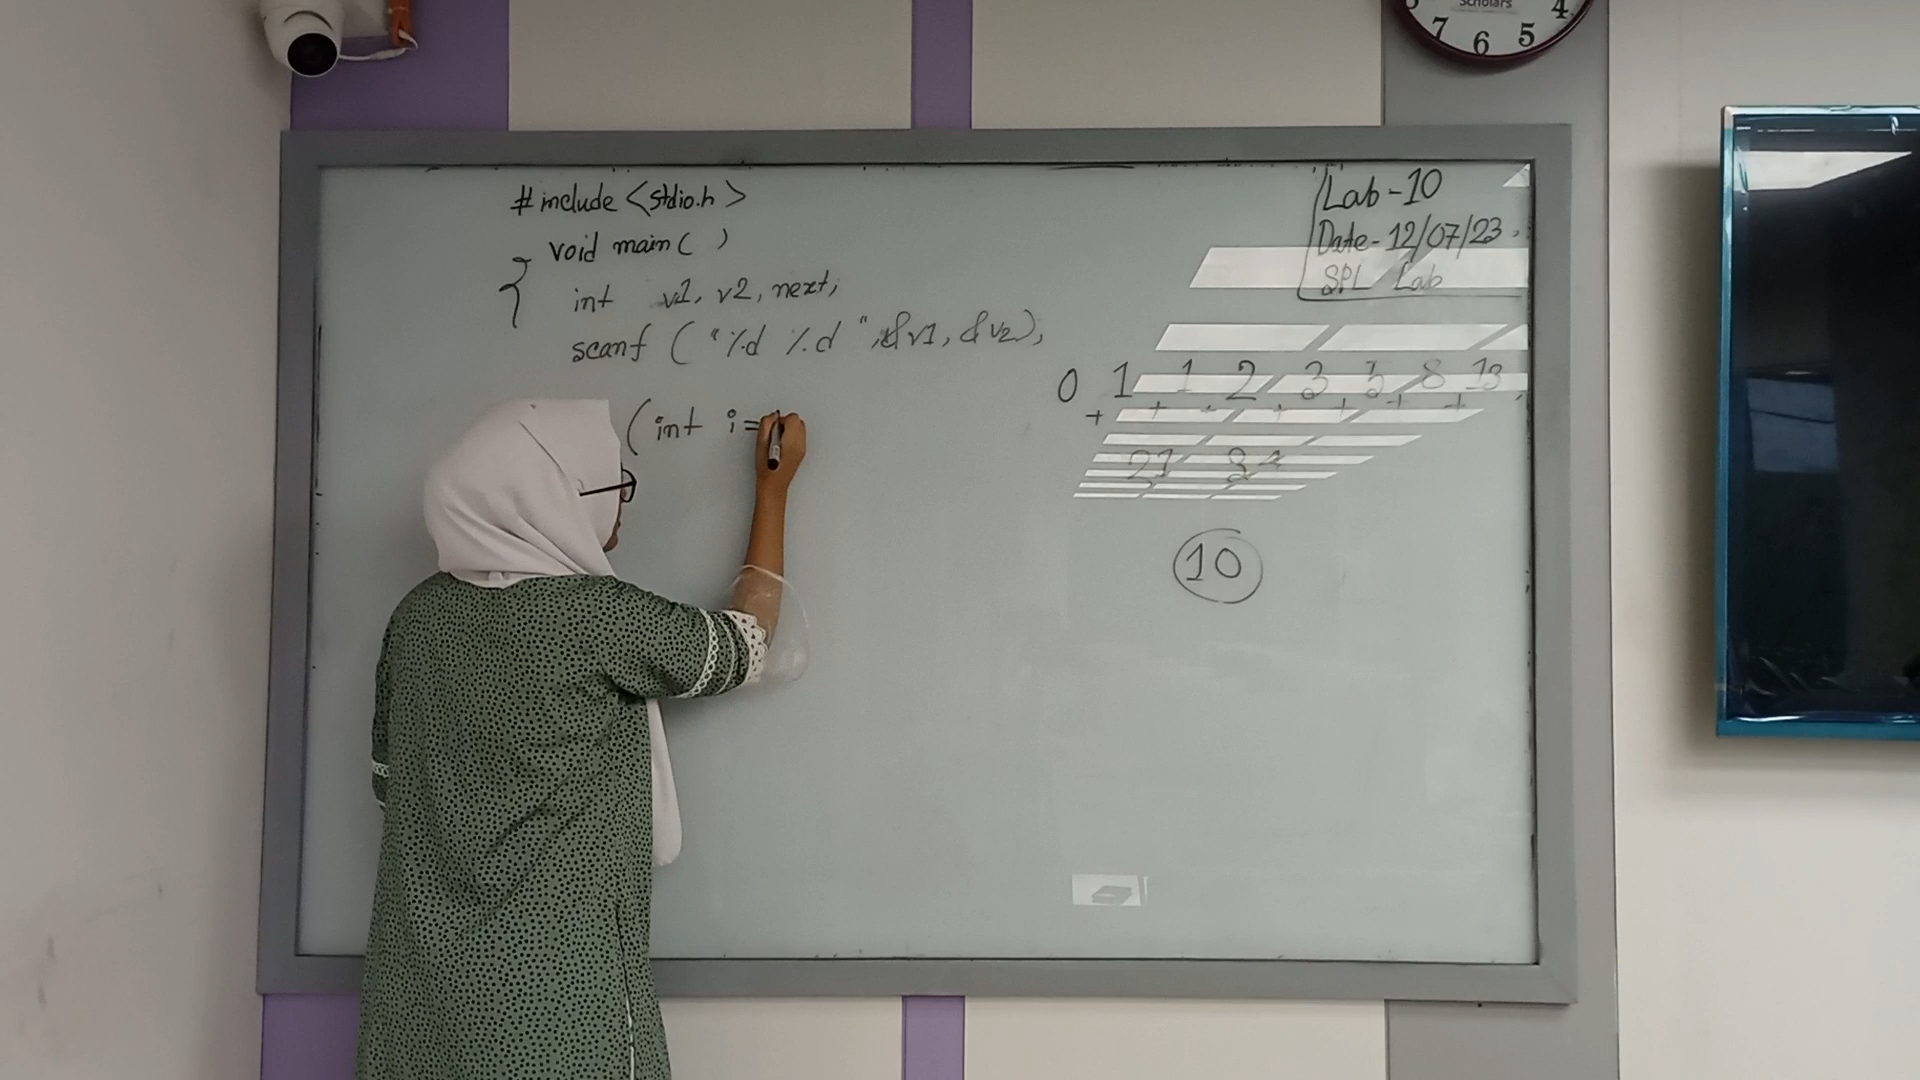 #include <stdio.h>
void main( )
{
int v1, v2, next;
scanf ( "%d %d ", &v1, &v2);
(int i=
Lab-10
Date-12/07/23.
SPL Lab
0 1 1 2 3 5 8 13
+ + + + + + +
21 34
10
Scholars
7 6 5 4